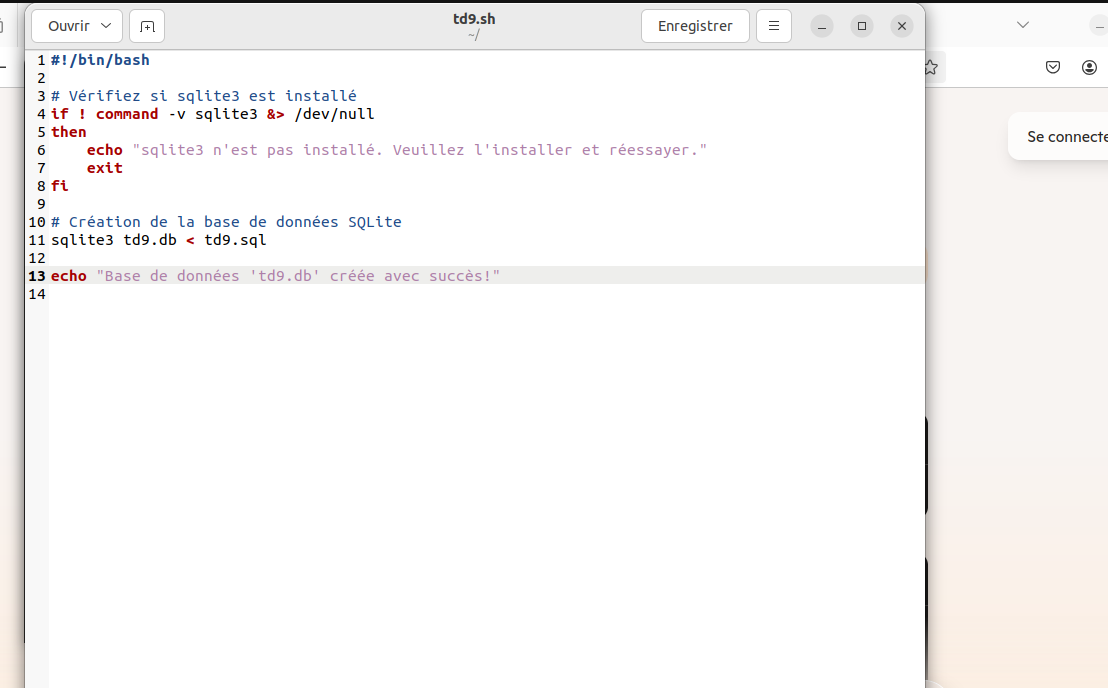 Ouvrir
td9.sh
~/
Enregistrer
1 #!/bin/bash
2
3 # Vérifiez si sqlite3 est installé
4 if ! command -v sqlite3 &> /dev/null
5 then
6     echo "sqlite3 n'est pas installé. Veuillez l'installer et réessayer."
7     exit
8 fi
9
10 # Création de la base de données SQLite
11 sqlite3 td9.db < td9.sql
12
13 echo "Base de données 'td9.db' créée avec succès!"
14
Se connecte